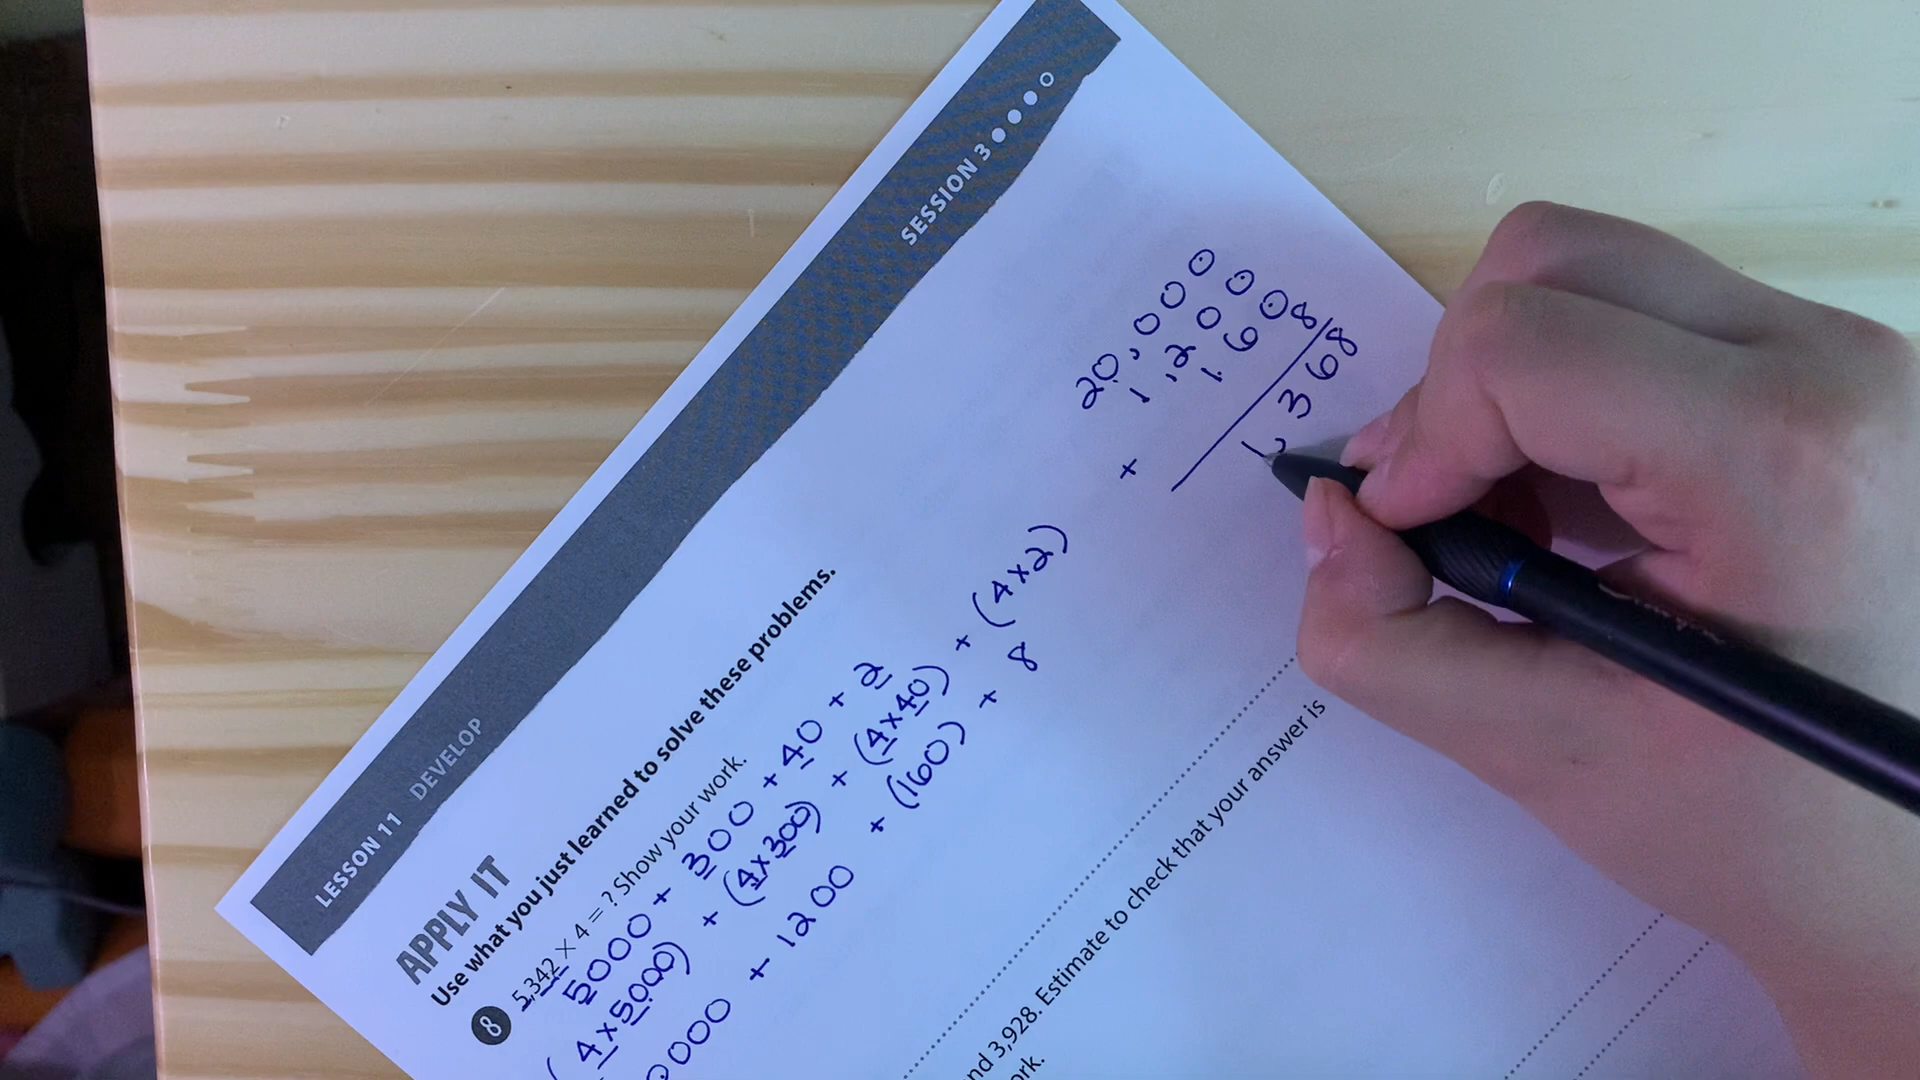 LESSON 11 DEVELOP SESSION 3
APPLY IT
Use what you just learned to solve these problems.
8 5,342 × 4 = ? Show your work.
5000 + 300 + 40 + 2
(4 × 5000) + (4 × 300) + (4 × 40) + (4 × 2)
0000 + 1200 + (160) + 8
20,000
1,200
160
+ 8
1,368
nd 3,928. Estimate to check that your answer is
ork.